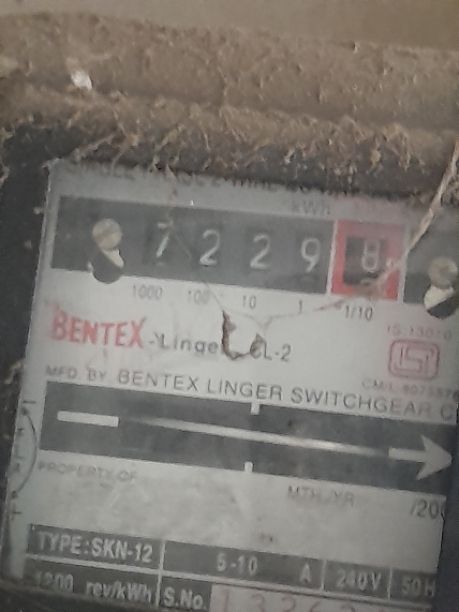 kWh
7 2 2 9 8
1000 100 10 1 1/10
BENTEX -Linger CL-2
IS 13010
MFD. BY BENTEX LINGER SWITCHGEAR
PROPERTY OF
MTH./YR. /200
TYPE:SKN-12 5-10 A 240V 50H
1200 rev/kWh S.No.